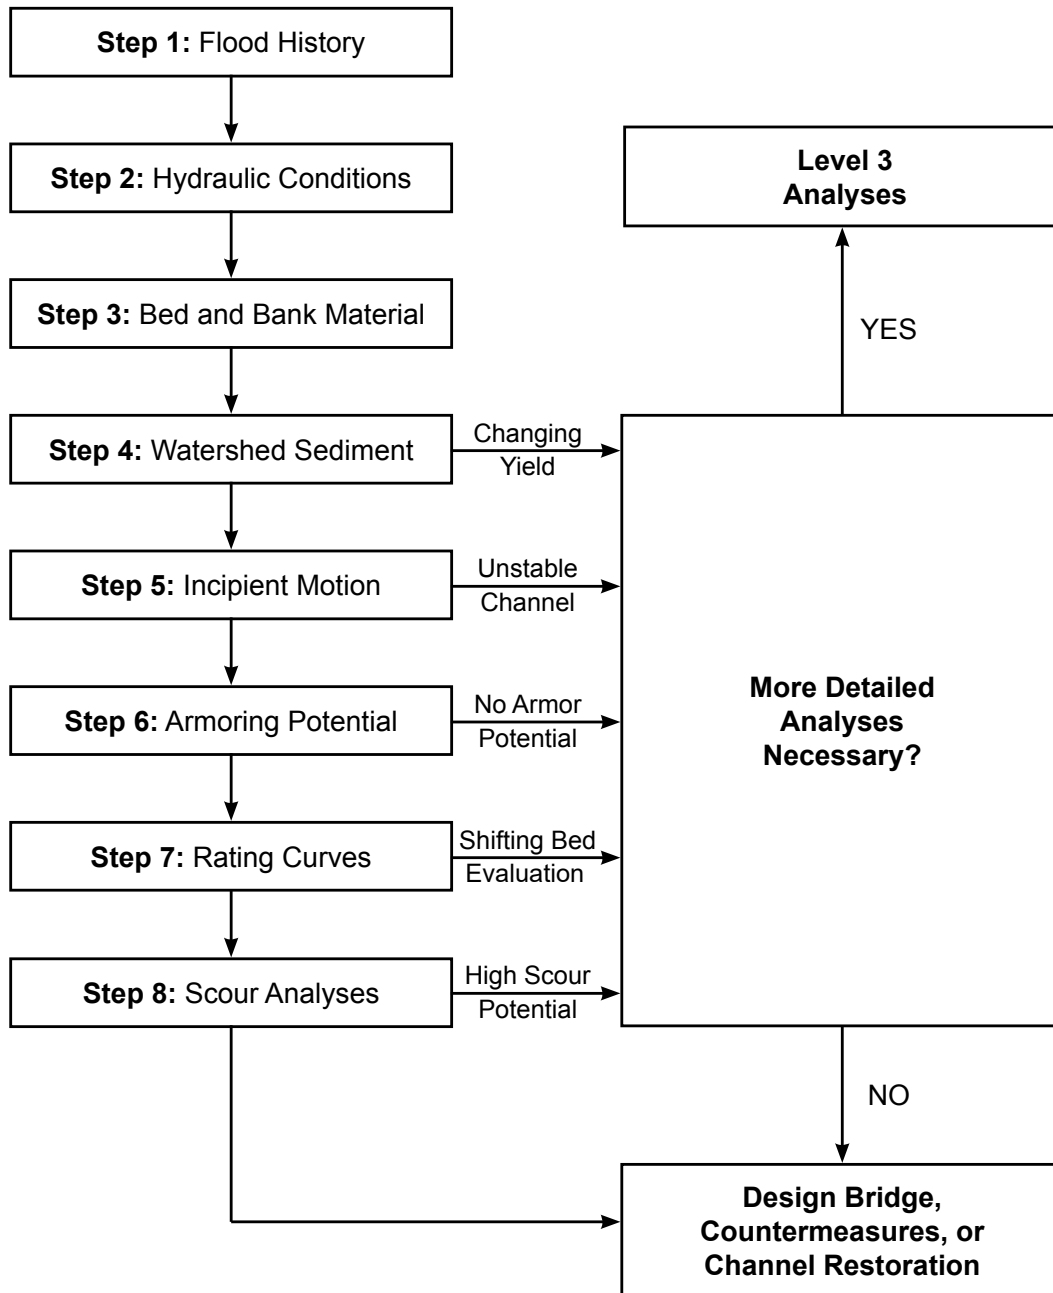 Step 1: Flood History
Step 2: Hydraulic Conditions
Level 3
Analyses
Step 3: Bed and Bank Material
YES
Step 4: Watershed Sediment
Changing
Yield
Step 5: Incipient Motion
Unstable
Channel
Step 6: Armoring Potential
No Armor
Potential
More Detailed
Analyses
Necessary?
Step 7: Rating Curves
Shifting Bed
Evaluation
Step 8: Scour Analyses
High Scour
Potential
NO
Design Bridge,
Countermeasures, or
Channel Restoration